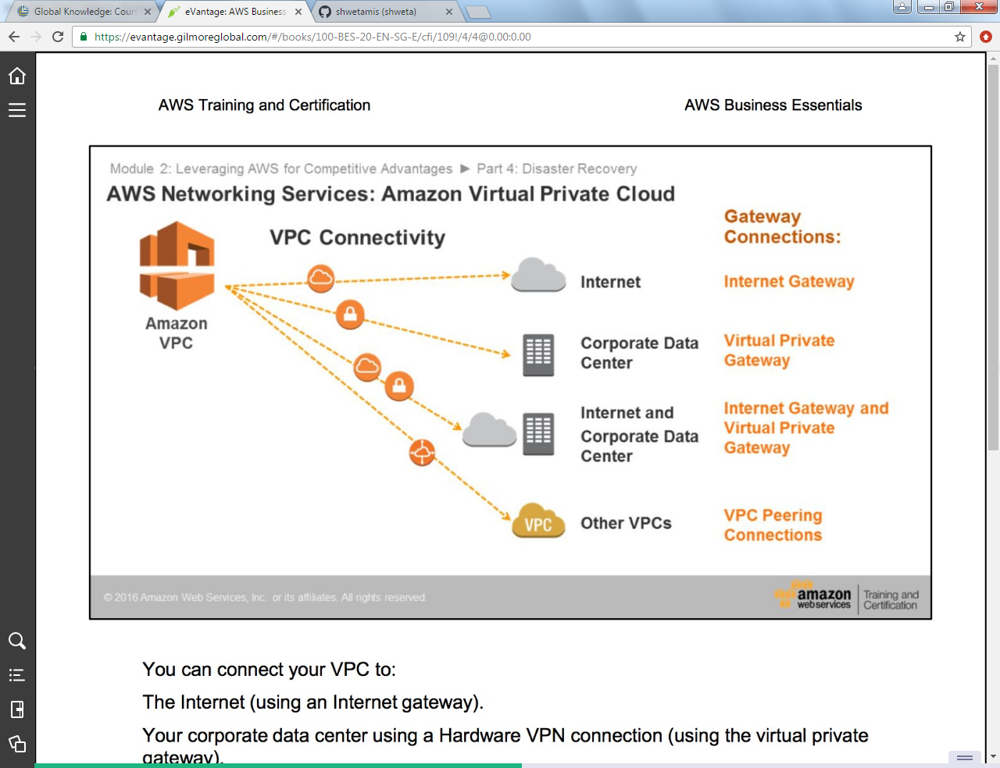 Global Knowledge: Cours
eVantage: AWS Business
shwetamis (shweta)
https://evantage.gilmoreglobal.com/#/books/100-BES-20-EN-SG-E/cfi/109!/4/4@0.00:0.00
AWS Training and Certification
AWS Business Essentials
Module 2: Leveraging AWS for Competitive Advantages ► Part 4: Disaster Recovery
AWS Networking Services: Amazon Virtual Private Cloud
VPC Connectivity
Gateway
Connections:
Amazon
VPC
Internet
Internet Gateway
Corporate Data
Center
Virtual Private
Gateway
Internet and
Corporate Data
Center
Internet Gateway and
Virtual Private
Gateway
VPC
Other VPCs
VPC Peering
Connections
© 2016 Amazon Web Services, Inc. or its affiliates. All rights reserved.
amazon
webservices
Training and
Certification
You can connect your VPC to:
The Internet (using an Internet gateway).
Your corporate data center using a Hardware VPN connection (using the virtual private
gateway).